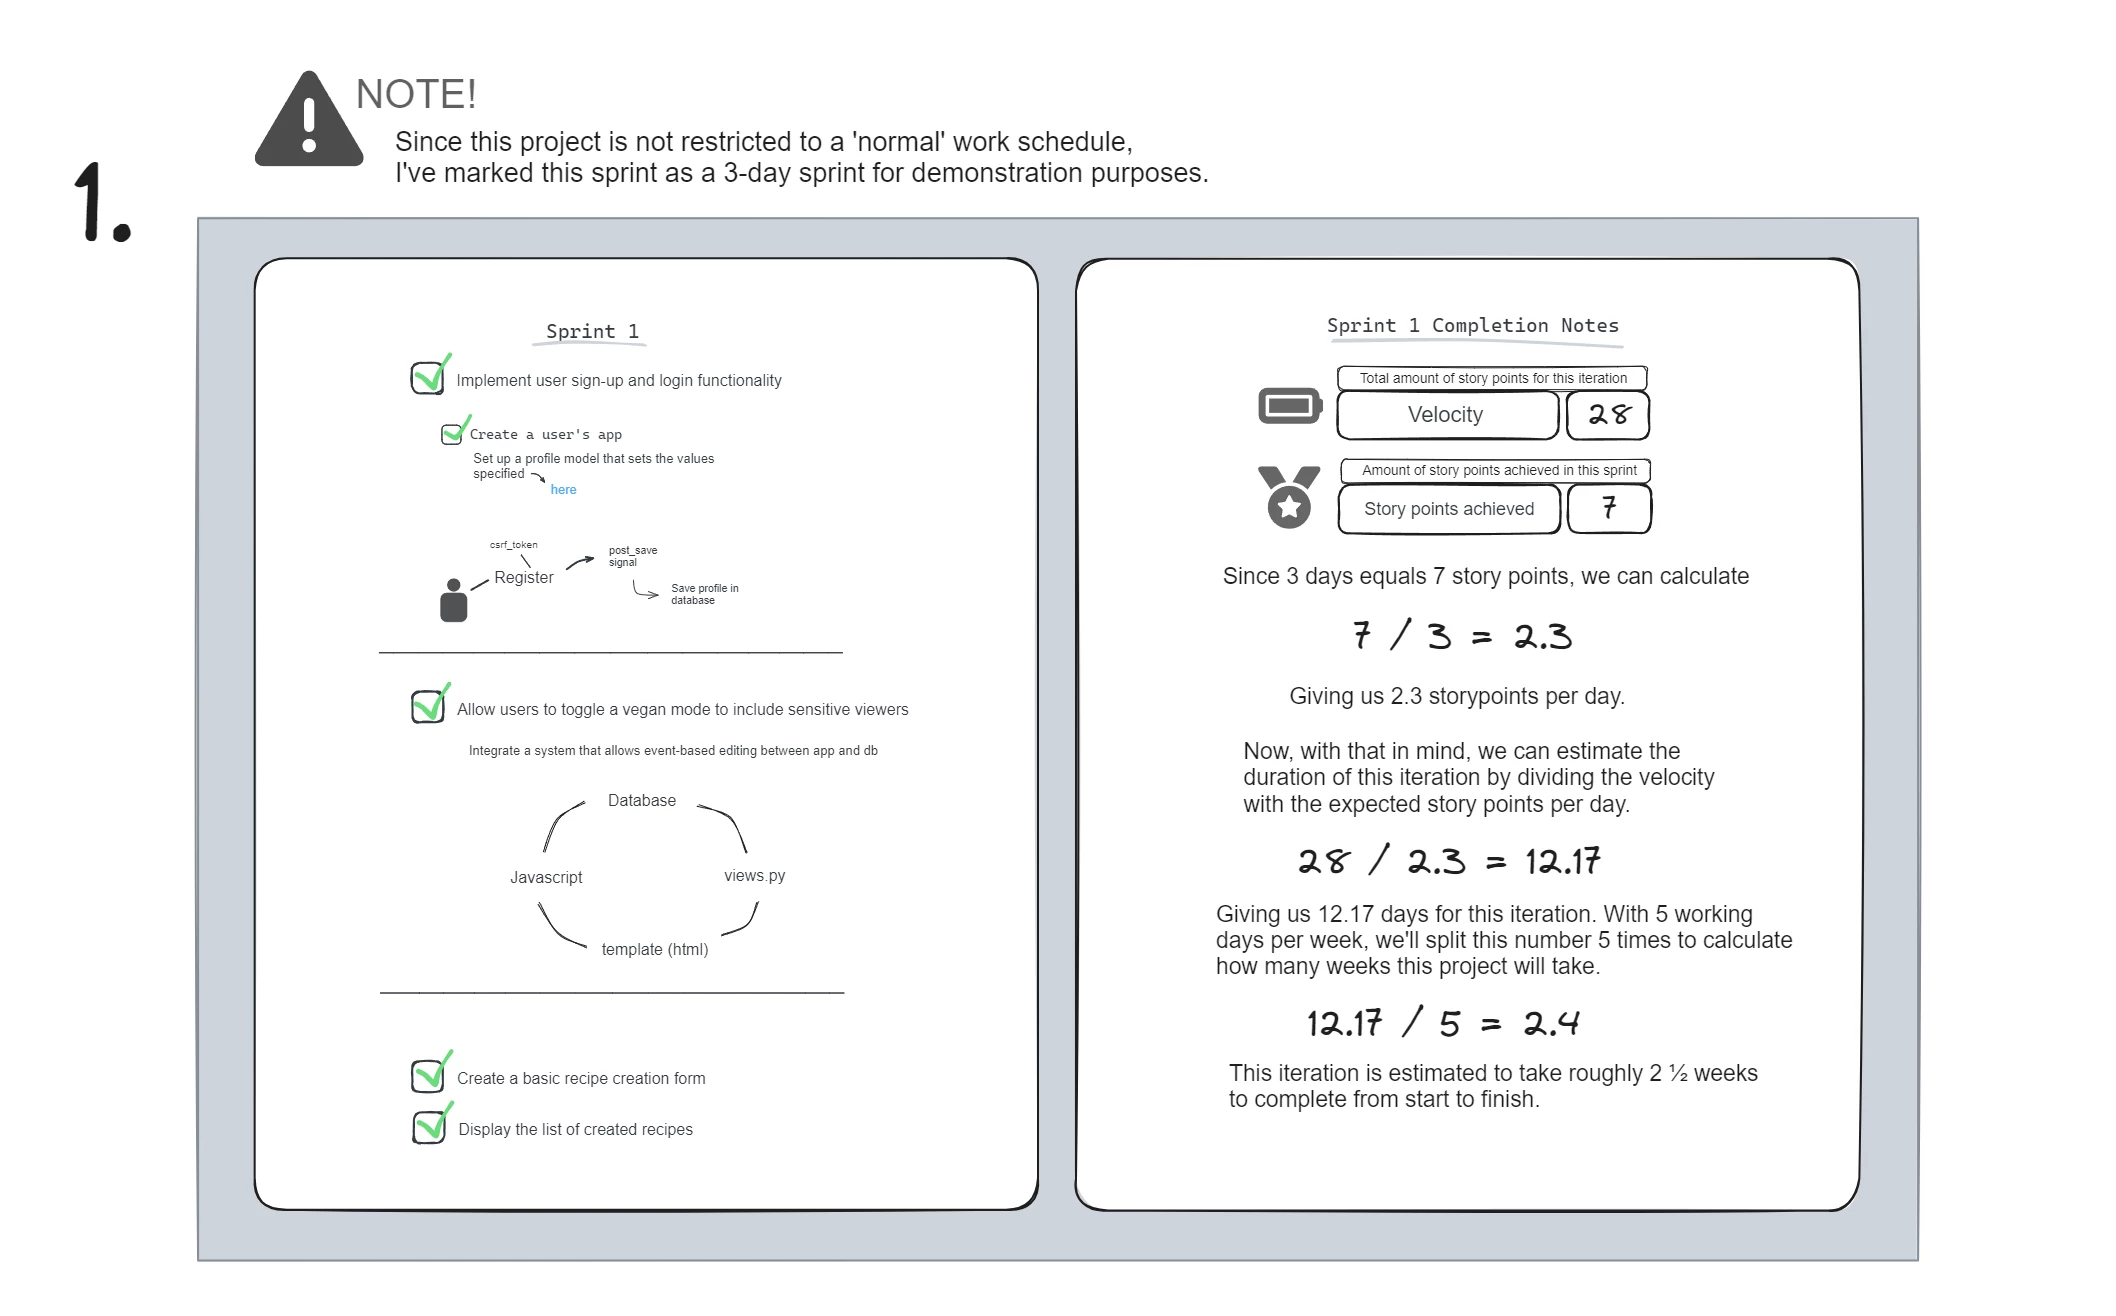 NOTE!
Since this project is not restricted to a 'normal' work schedule,
I've marked this sprint as a 3-day sprint for demonstration purposes.
1.
Sprint 1
Implement user sign-up and login functionality
Create a user's app
Set up a profile model that sets the values
specified
here
csrf_token
Register
post_save
signal
Save profile in
database
Allow users to toggle a vegan mode to include sensitive viewers
Integrate a system that allows event-based editing between app and db
Database
Javascript
views.py
template (html)
Create a basic recipe creation form
Display the list of created recipes
Sprint 1 Completion Notes
Total amount of story points for this iteration
Velocity 28
Amount of story points achieved in this sprint
Story points achieved 7
Since 3 days equals 7 story points, we can calculate
7 / 3 = 2.3
Giving us 2.3 storypoints per day.
Now, with that in mind, we can estimate the
duration of this iteration by dividing the velocity
with the expected story points per day.
28 / 2.3 = 12.17
Giving us 12.17 days for this iteration. With 5 working
days per week, we'll split this number 5 times to calculate
how many weeks this project will take.
12.17 / 5 = 2.4
This iteration is estimated to take roughly 2 ½ weeks
to complete from start to finish.